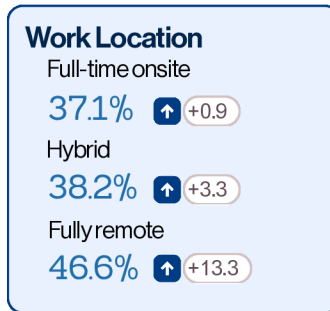 Work Location
Full-time onsite
37.1% +0.9
Hybrid
38.2% +3.3
Fully remote
46.6% +13.3